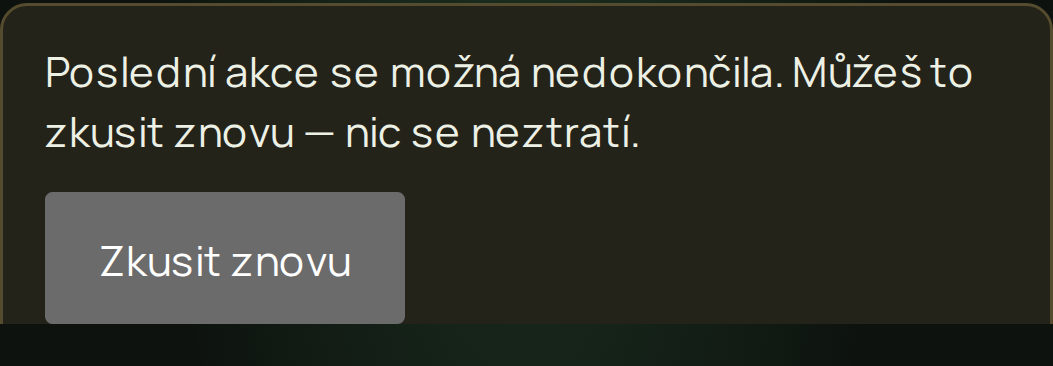 Poslední akce se možná nedokončila. Můžeš to
zkusit znovu — nic se neztratí.
Zkusit znovu